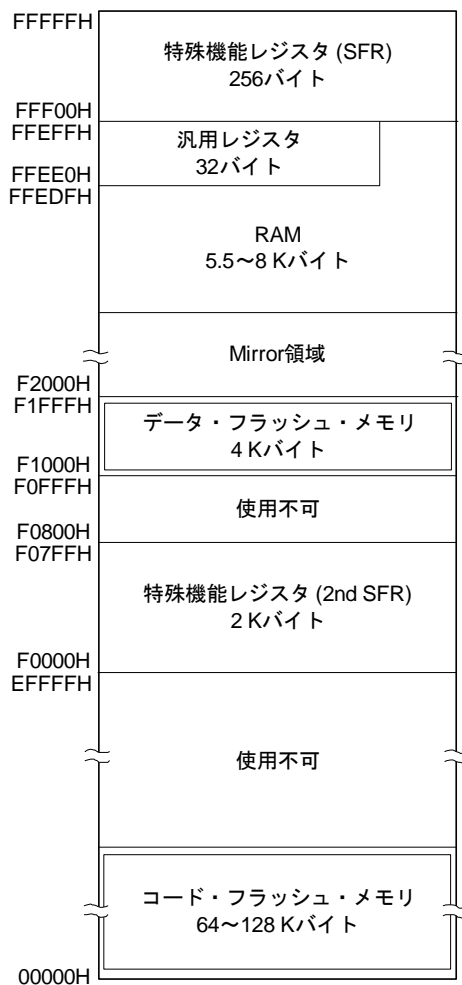 FFFFFH
特殊機能レジスタ (SFR)
256バイト
FFF00H
FFEFFH
汎用レジスタ
32バイト
FFEE0H
FFEDFH
RAM
5.5～8 Kバイト
Mirror領域
F2000H
F1FFFH
データ・フラッシュ・メモリ
4 Kバイト
F1000H
F0FFFH
使用不可
F0800H
F07FFH
特殊機能レジスタ (2nd SFR)
2 Kバイト
F0000H
EFFFFH
使用不可
コード・フラッシュ・メモリ
64～128 Kバイト
00000H